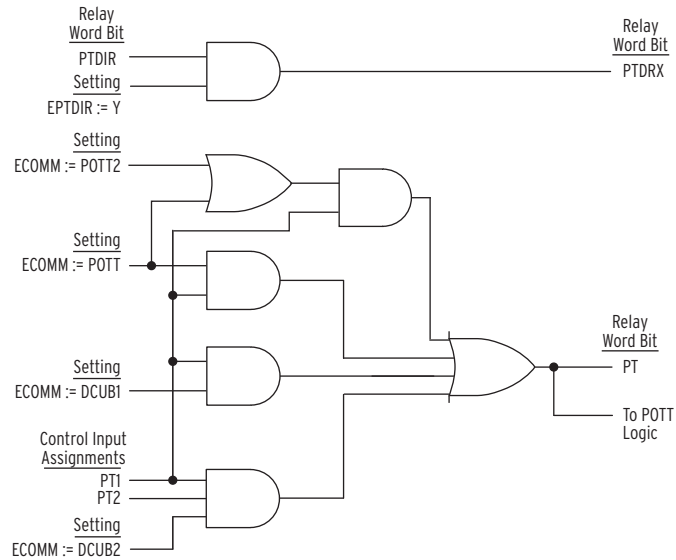 Relay
Word Bit
PTDIR
Setting
EPTDIR := Y
Relay
Word Bit
PTDRX
Setting
ECOMM := POTT2
Setting
ECOMM := POTT
Setting
ECOMM := DCUB1
Control Input
Assignments
PT1
PT2
Setting
ECOMM := DCUB2
Relay
Word Bit
PT
To POTT
Logic